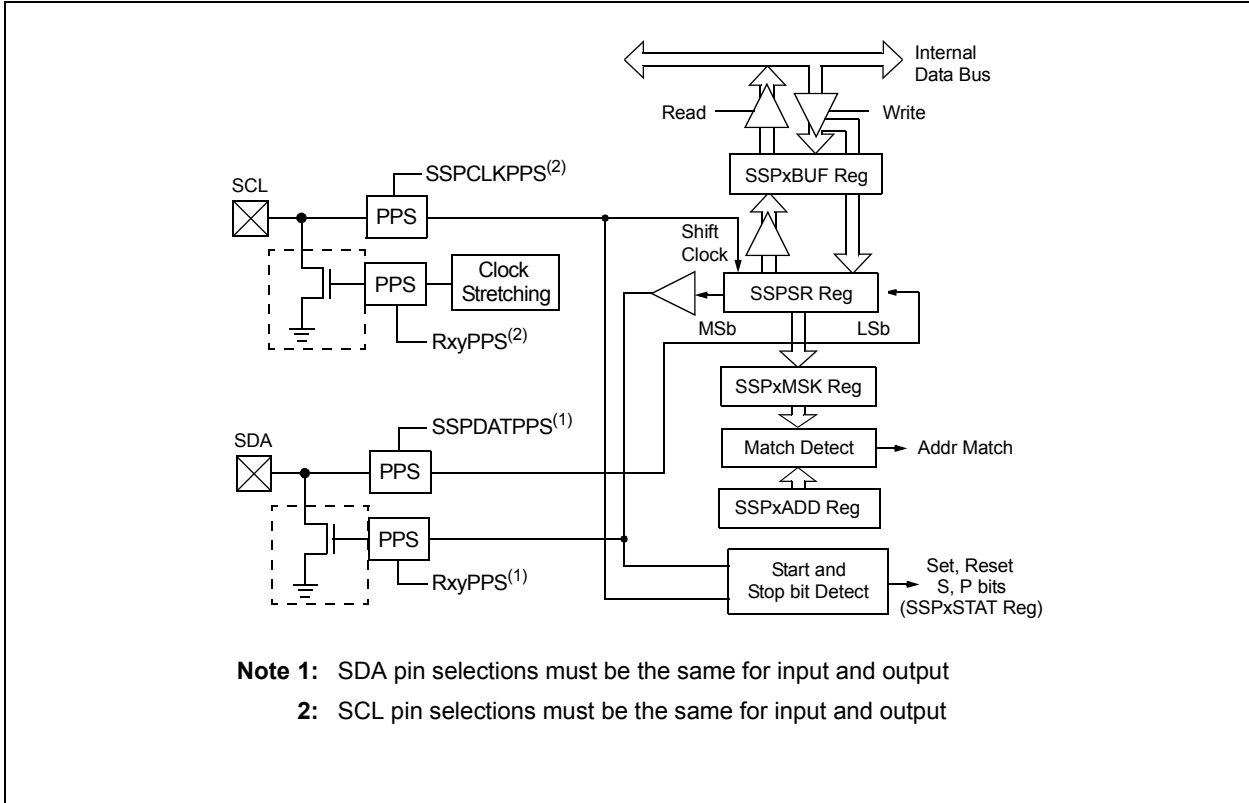 Internal
Data Bus
Read
Write
SSPxBUF Reg
SSPCLKPPS(2)
SCL
PPS
Shift
Clock
PPS
Clock
Stretching
SSPSR Reg
MSb
LSb
RxyPPS(2)
SSPxMSK Reg
SSPDATPPS(1)
SDA
PPS
Match Detect
Addr Match
SSPxADD Reg
PPS
RxyPPS(1)
Start and
Stop bit Detect
Set, Reset
S, P bits
(SSPxSTAT Reg)
Note 1: SDA pin selections must be the same for input and output
2: SCL pin selections must be the same for input and output